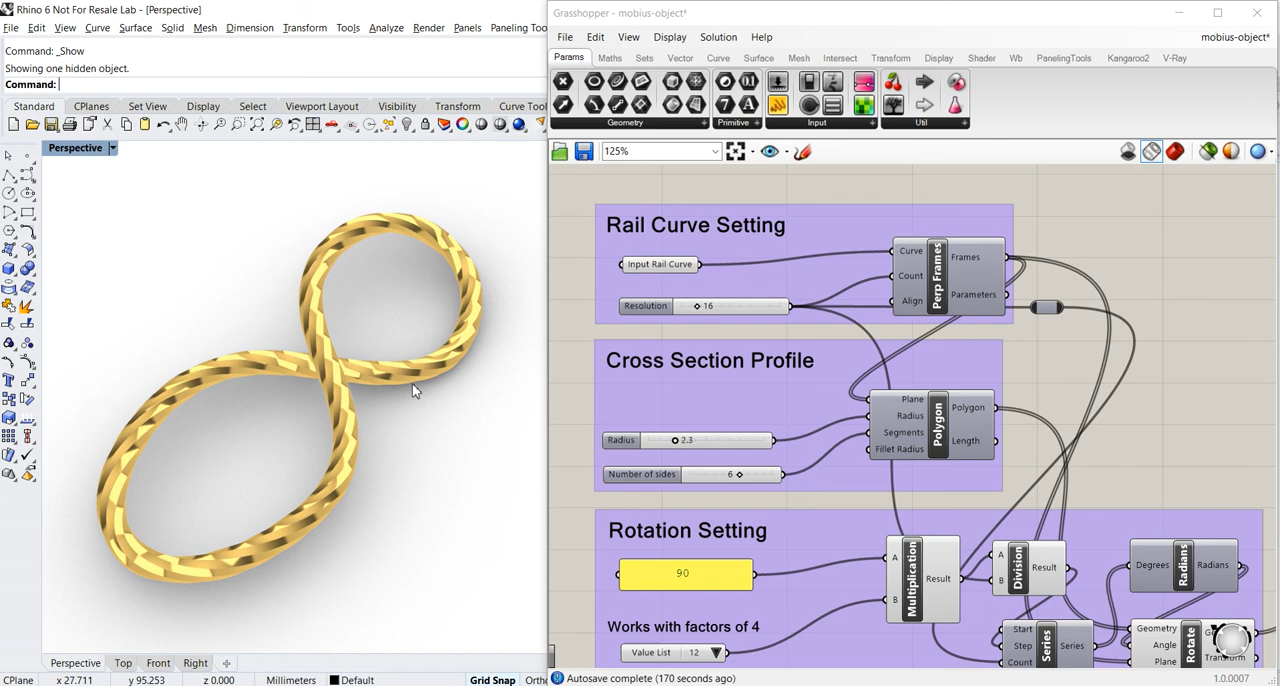 Rhino 6 Not For Resale Lab - [Perspective]
File Edit View Curve Surface Solid Mesh Dimension Transform Tools Analyze Render Panels Paneling Too
Command: _Show
Showing one hidden object.
Command:
Standard CPlanes Set View Display Select Viewport Layout Visibility Transform Curve Tool
Perspective
Perspective Top Front Right
CPlane x 27.711 y 95.253 z 0.000 Millimeters Default Grid Snap Ortho
Grasshopper - mobius-object*
File Edit View Display Solution Help mobius-object*
Params Maths Sets Vector Curve Surface Mesh Intersect Transform Display Shader Wb PanelingTools Kangaroo2 V-Ray
Geometry Primitive Input Util
125%
Rail Curve Setting
Input Rail Curve
Resolution 16
Curve
Count
Align
Perp Frames
Frames
Parameters
Cross Section Profile
Radius 2.3
Number of sides 6
Plane
Radius
Segments
Fillet Radius
Polygon
Polygon
Length
Rotation Setting
90
Works with factors of 4
Value List 12
A
B
Multiplication
Result
A
B
Division
Result
Degrees
Radians
Radians
Start
Step
Count
Series
Series
Geometry
Angle
Plane
Rotate
Transform
Autosave complete (170 seconds ago)
1.0.0007